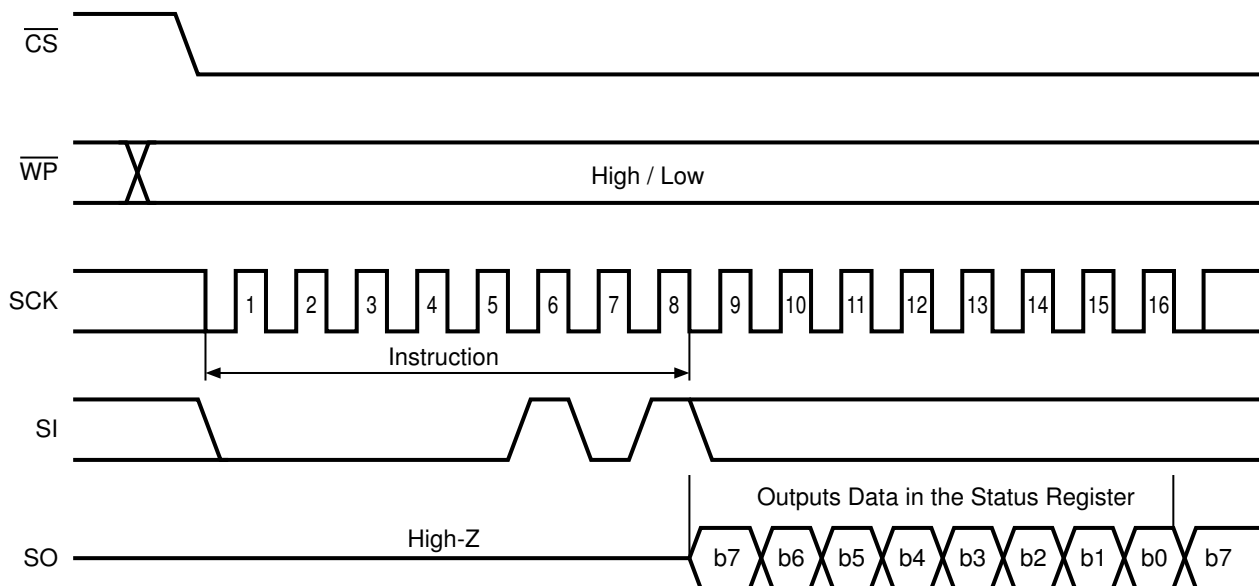 CS
WP
High / Low
SCK
1 2 3 4 5 6 7 8 9 10 11 12 13 14 15 16
Instruction
SI
Outputs Data in the Status Register
High-Z
SO
b7 b6 b5 b4 b3 b2 b1 b0 b7